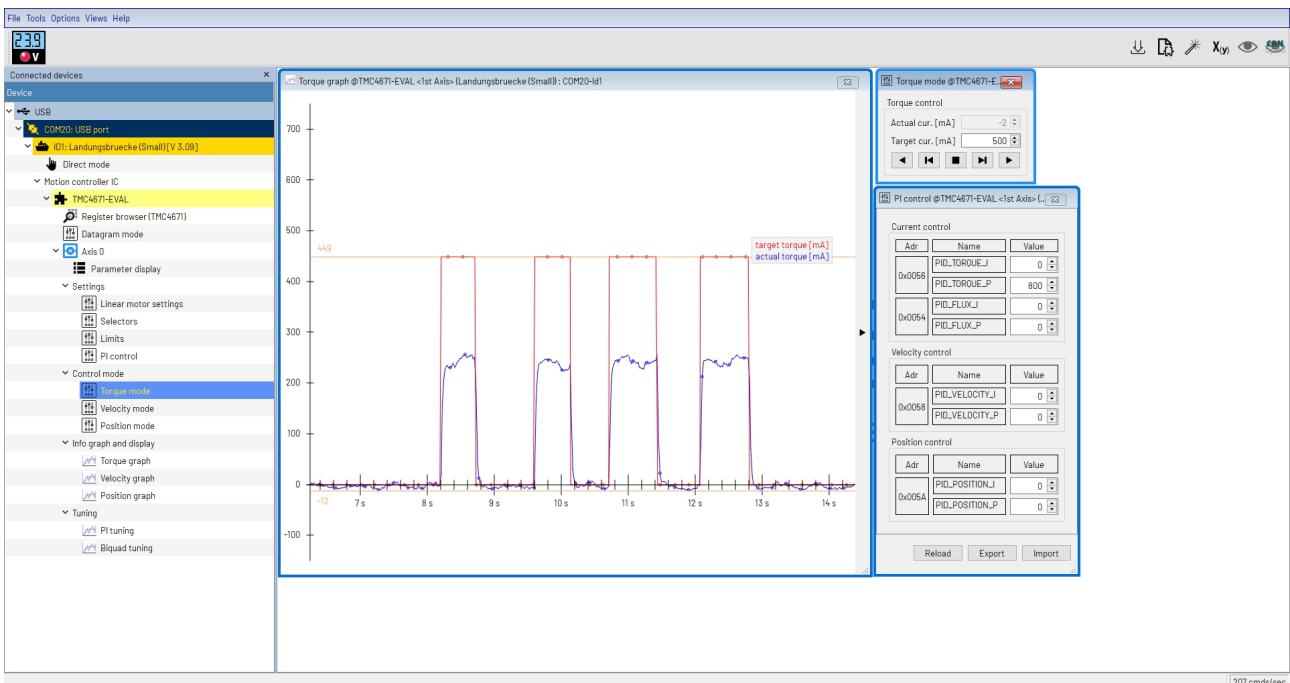 File Tools Options Views Help
23.9
V
X(y)
Connected devices
Device
USB
COM20: USB port
ID1: Landungsbruecke (Small) [V 3.09]
Direct mode
Motion controller IC
TMC4671-EVAL
Register browser (TMC4671)
Datagram mode
Axis 0
Parameter display
Settings
Linear motor settings
Selectors
Limits
PI control
Control mode
Torque mode
Velocity mode
Position mode
Info graph and display
Torque graph
Velocity graph
Position graph
Tuning
PI tuning
Biquad tuning
Torque graph @TMC4671-EVAL <1st Axis> (Landungsbruecke (Small)) : COM20-Id1
700
600
500
449
target torque [mA]
actual torque [mA]
400
300
200
100
0
-12
7 s 8 s 9 s 10 s 11 s 12 s 13 s 14 s
-100
Torque mode @TMC4671-E...
Torque control
Actual cur. [mA] -2
Target cur. [mA] 500
PI control @TMC4671-EVAL <1st Axis> (...
Current control
Adr Name Value
0x0056
PID_TORQUE_I 0
PID_TORQUE_P 800
0x0054
PID_FLUX_I 0
PID_FLUX_P 0
Velocity control
Adr Name Value
0x0058
PID_VELOCITY_I 0
PID_VELOCITY_P 0
Position control
Adr Name Value
0x005A
PID_POSITION_I 0
PID_POSITION_P 0
Reload Export Import
207 cmds/sec